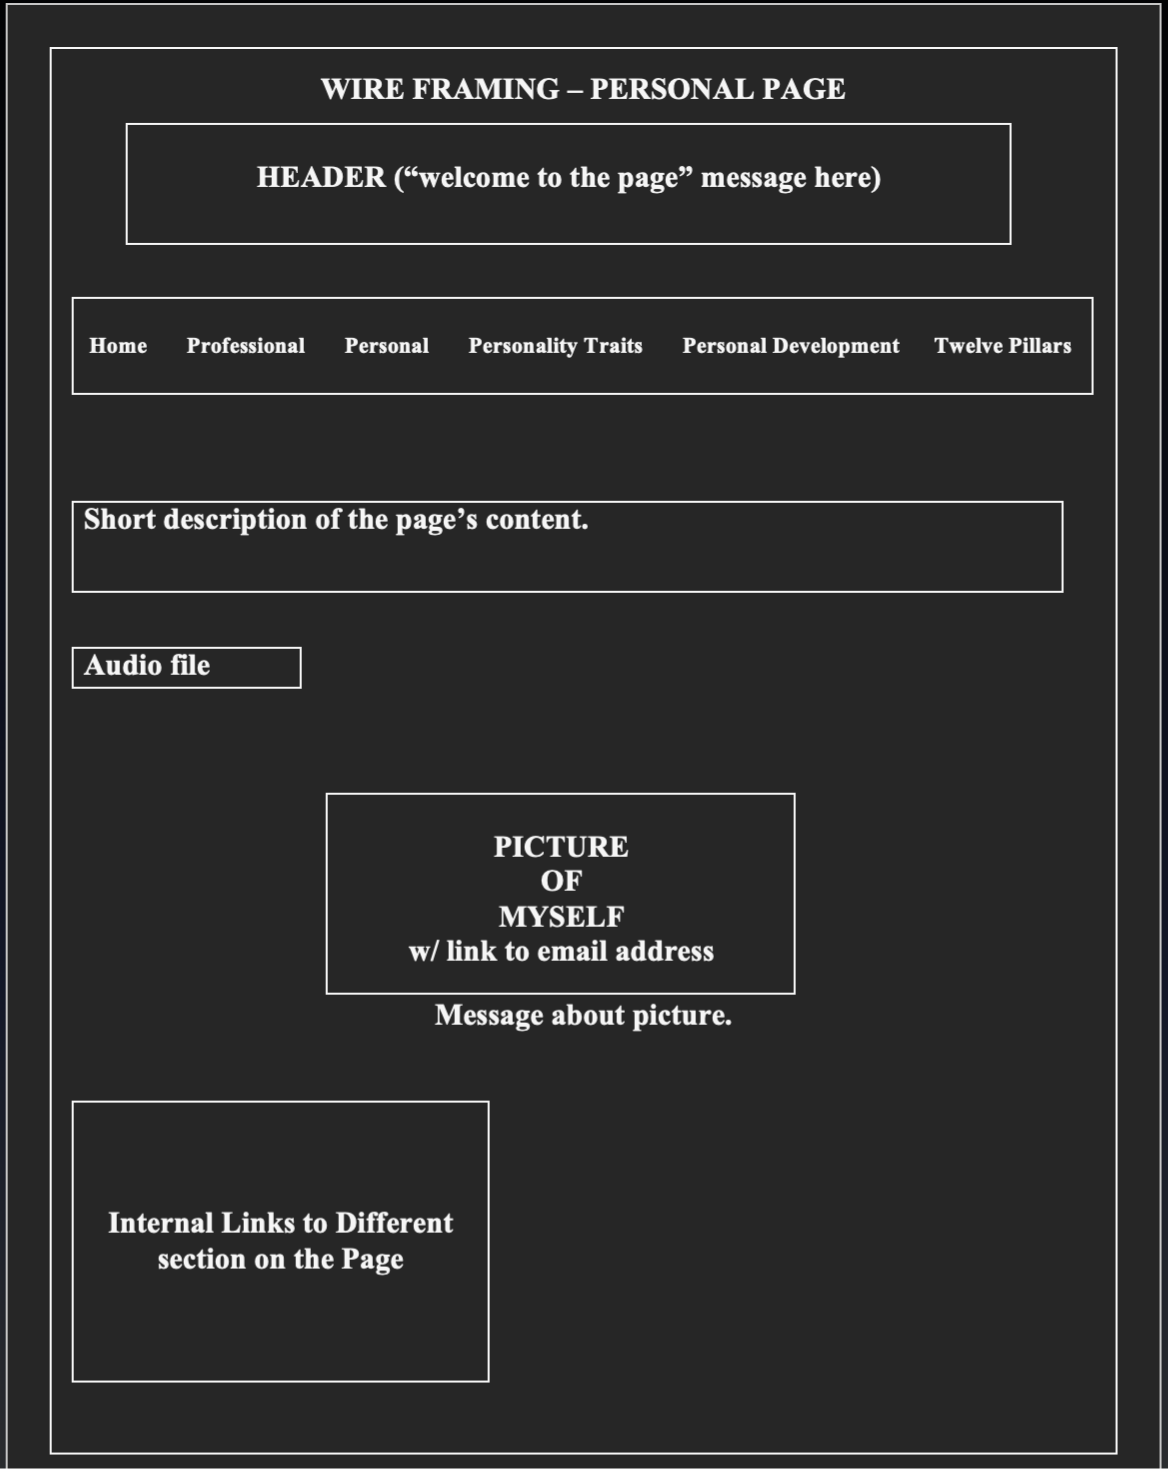 WIRE FRAMING – PERSONAL PAGE
HEADER (“welcome to the page” message here)
Home Professional Personal Personality Traits Personal Development Twelve Pillars
Short description of the page’s content.
Audio file
PICTURE
OF
MYSELF
w/ link to email address
Message about picture.
Internal Links to Different
section on the Page